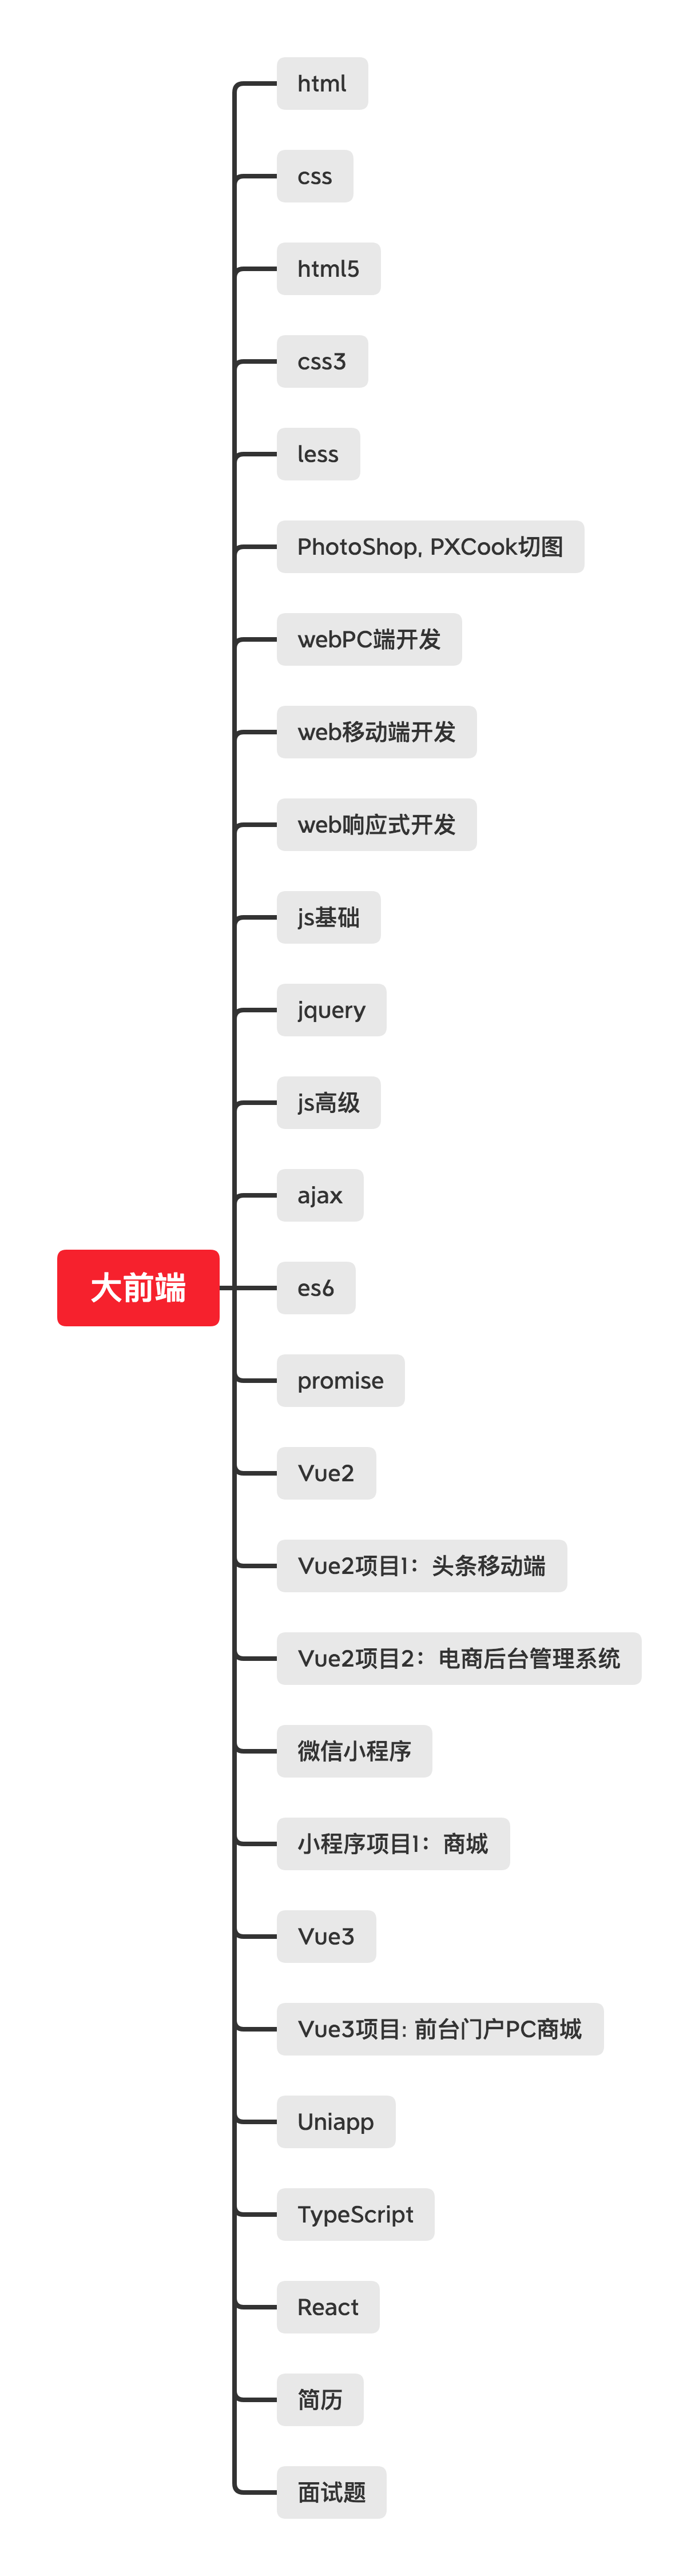 html
css
html5
css3
less
PhotoShop, PXCook切图
webPC端开发
web移动端开发
web响应式开发
js基础
jquery
js高级
ajax
大前端
es6
promise
Vue2
Vue2项目1：头条移动端
Vue2项目2：电商后台管理系统
微信小程序
小程序项目1：商城
Vue3
Vue3项目: 前台门户PC商城
Uniapp
TypeScript
React
简历
面试题